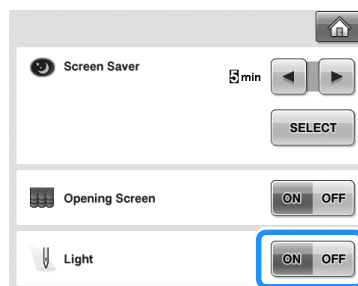 Screen Saver
5 min
SELECT
Opening Screen
ON OFF
Light
ON OFF